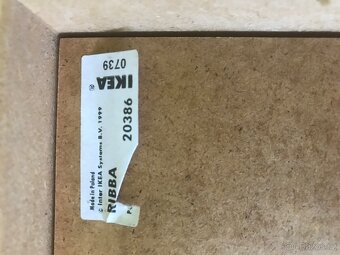 Made in Poland
© Inter IKEA Systems B.V. 1999
RIBBA
20386
IKEA®
0739